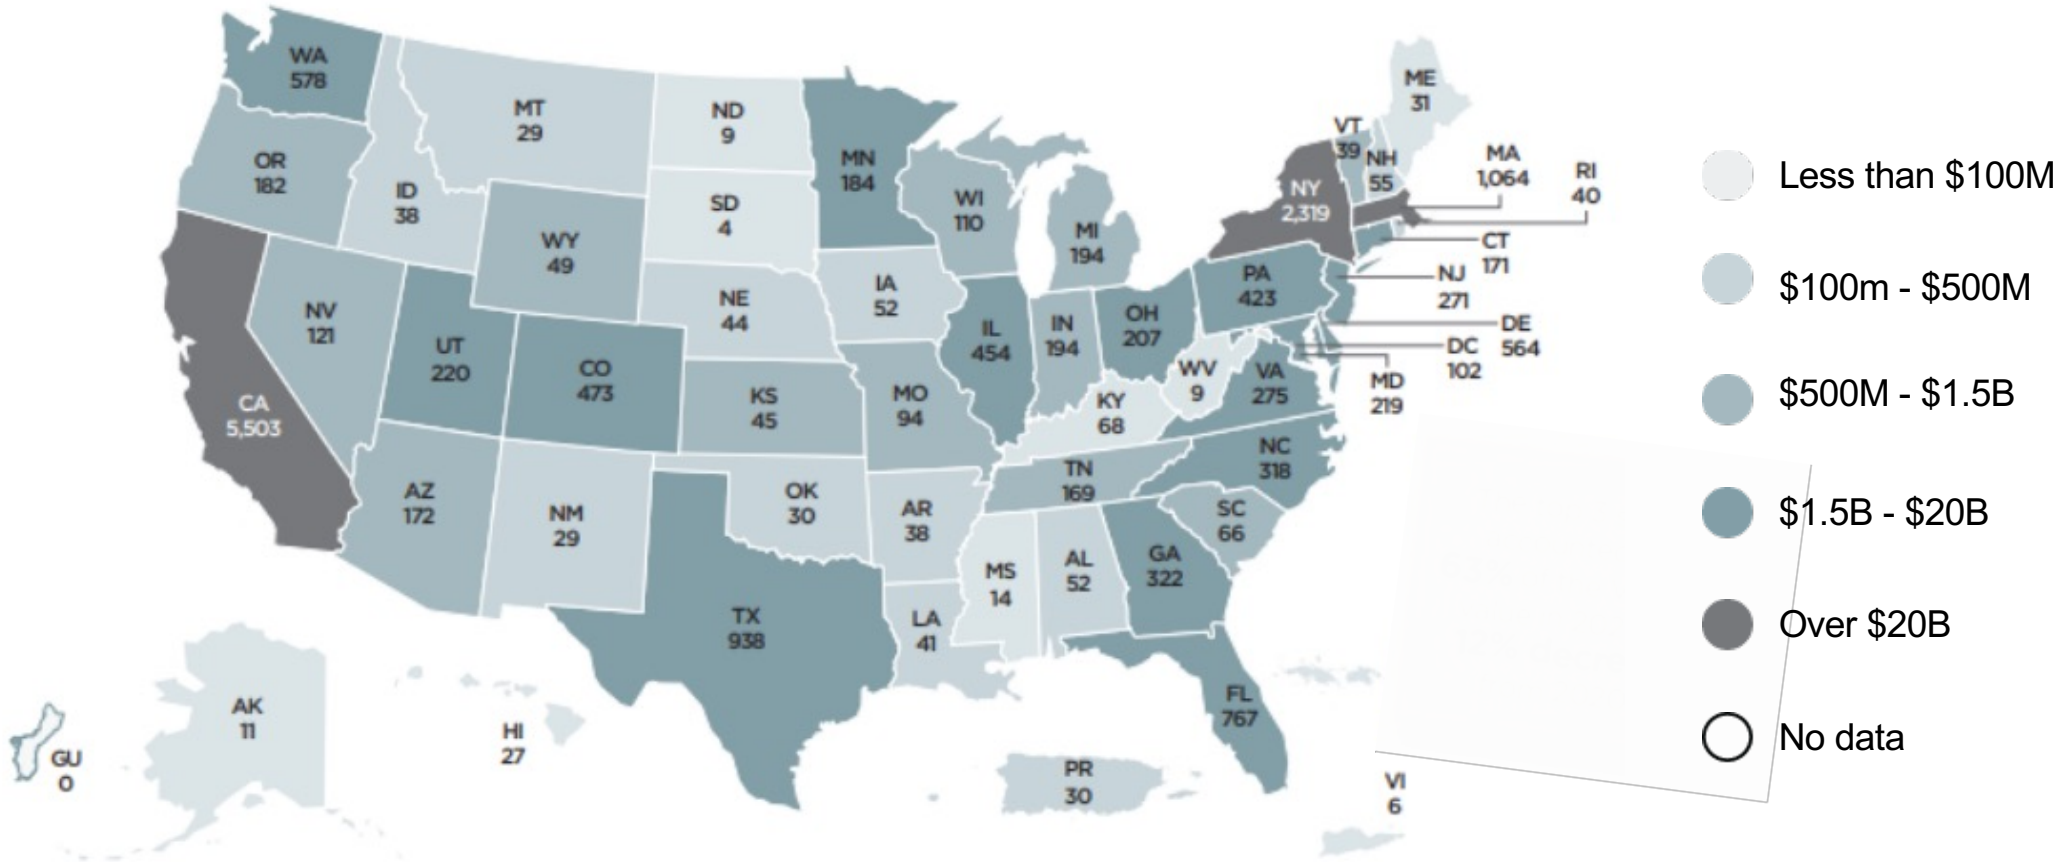 WA
578
OR
182
CA
5,503
NV
121
ID
38
MT
29
WY
49
UT
220
CO
473
AZ
172
NM
29
ND
9
SD
4
NE
44
KS
45
OK
30
TX
938
MN
184
IA
52
MO
94
AR
38
LA
41
WI
110
IL
454
MI
194
IN
194
OH
207
KY
68
TN
169
MS
14
AL
52
GA
322
FL
767
SC
66
NC
318
VA
275
WV
9
PA
423
NY
2,319
VT
39
NH
55
ME
31
MA
1,064
RI
40
CT
171
NJ
271
DE
564
DC
102
MD
219
AK
11
HI
27
GU
0
PR
30
VI
6
Less than $100M
$100m - $500M
$500M - $1.5B
$1.5B - $20B
Over $20B
No data